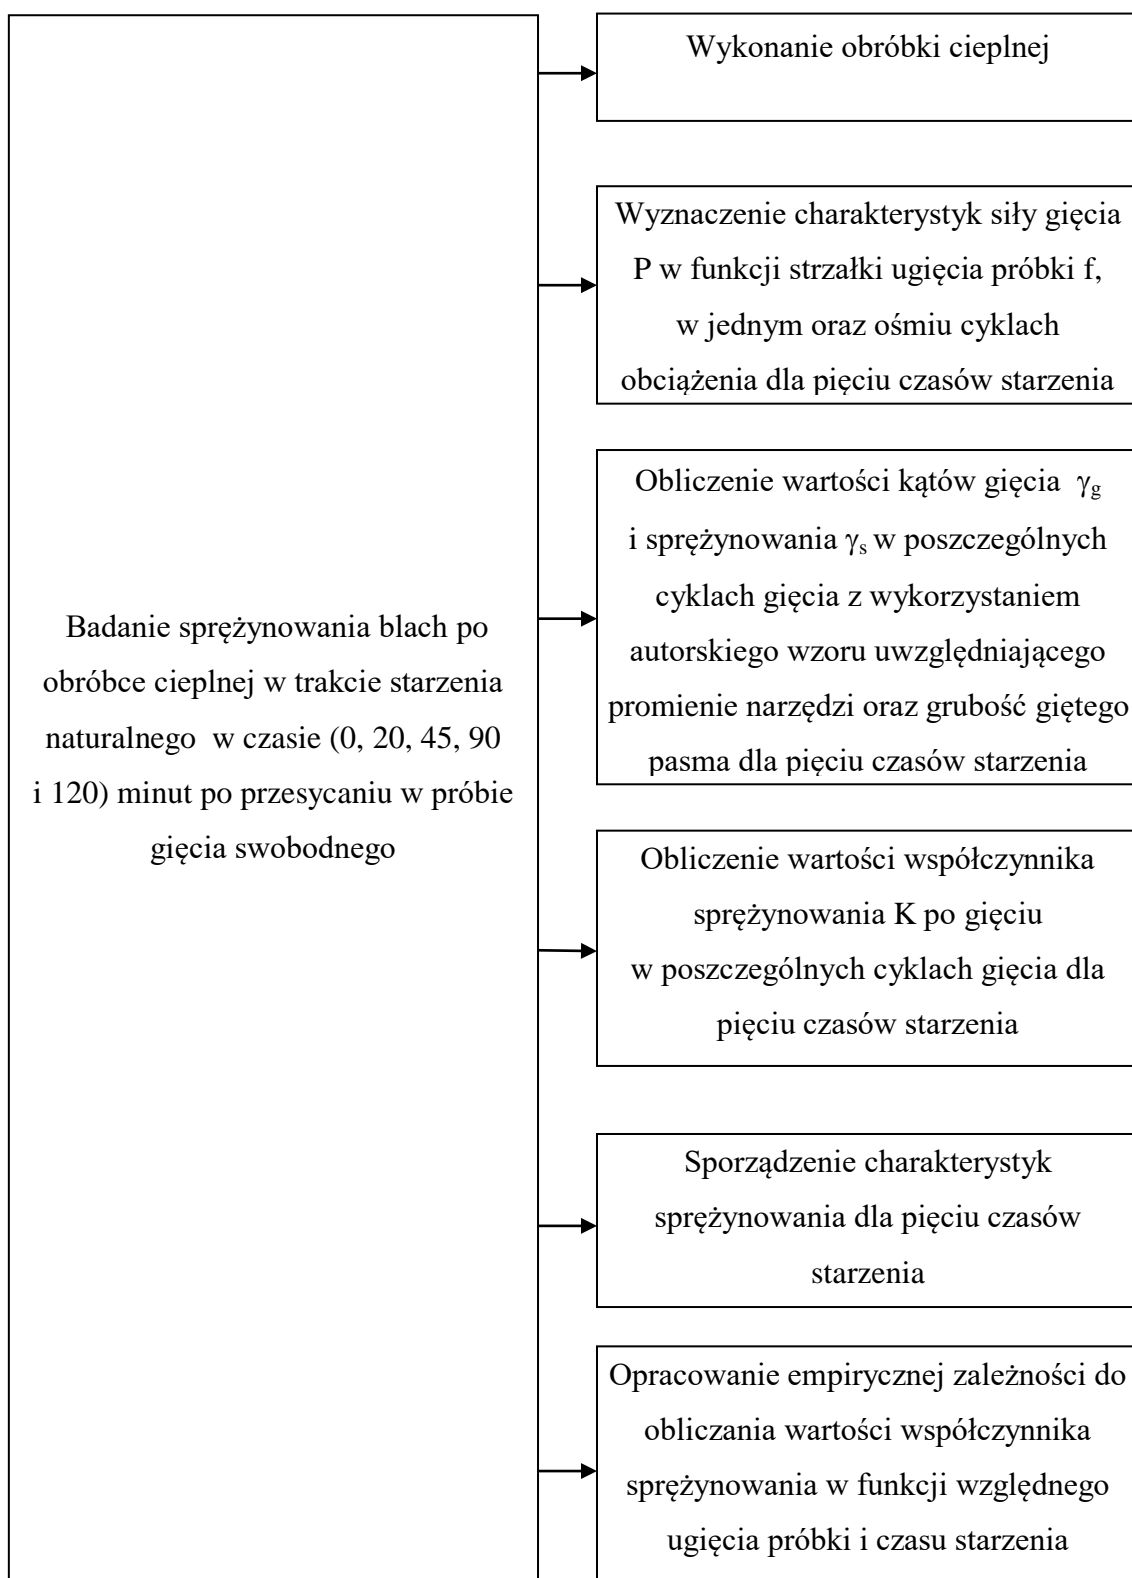 Badanie sprężynowania blach po
obróbce cieplnej w trakcie starzenia
naturalnego w czasie (0, 20, 45, 90
i 120) minut po przesycaniu w próbie
gięcia swobodnego
Wykonanie obróbki cieplnej
Wyznaczenie charakterystyk siły gięcia
P w funkcji strzałki ugięcia próbki f,
w jednym oraz ośmiu cyklach
obciążenia dla pięciu czasów starzenia
Obliczenie wartości kątów gięcia γg
i sprężynowania γs w poszczególnych
cyklach gięcia z wykorzystaniem
autorskiego wzoru uwzględniającego
promienie narzędzi oraz grubość giętego
pasma dla pięciu czasów starzenia
Obliczenie wartości współczynnika
sprężynowania K po gięciu
w poszczególnych cyklach gięcia dla
pięciu czasów starzenia
Sporządzenie charakterystyk
sprężynowania dla pięciu czasów
starzenia
Opracowanie empirycznej zależności do
obliczania wartości współczynnika
sprężynowania w funkcji względnego
ugięcia próbki i czasu starzenia